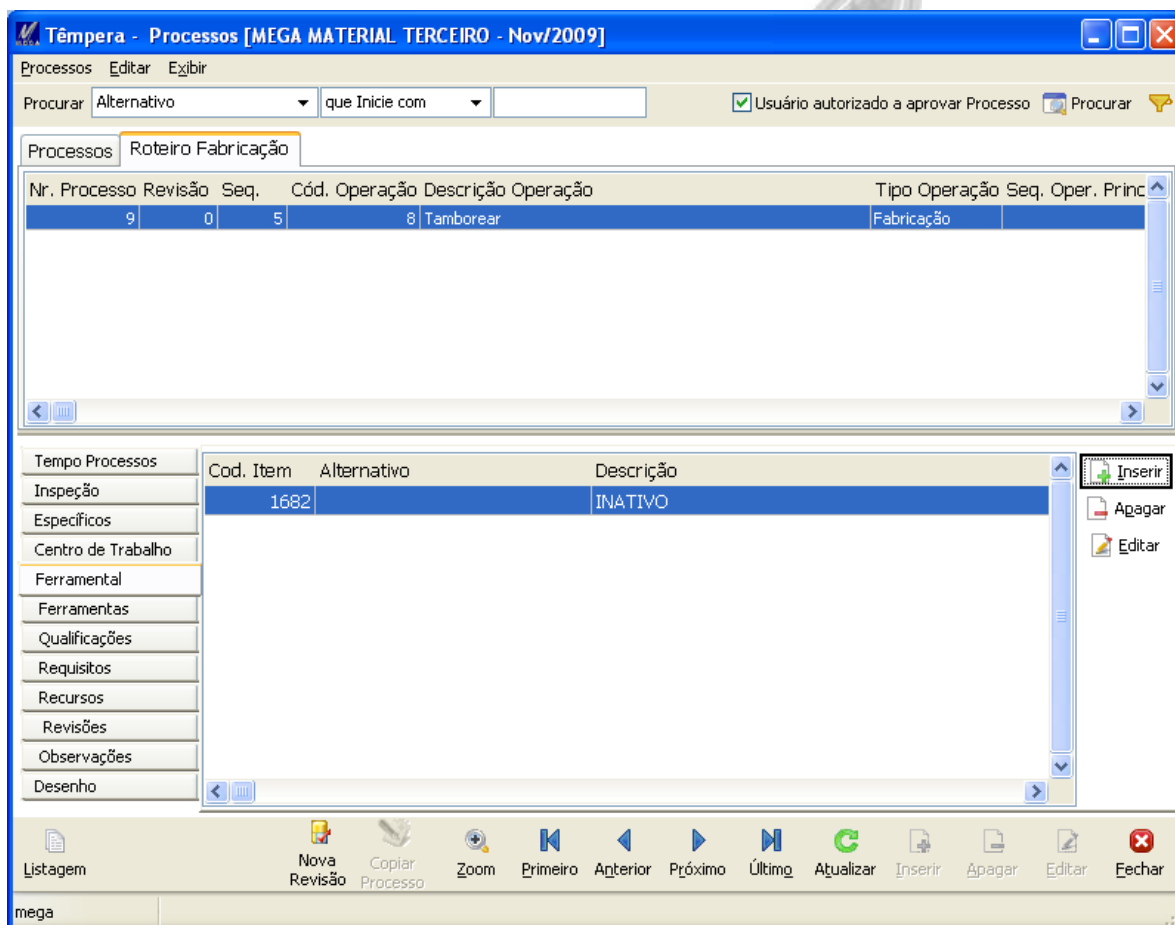 Têmpera - Processos [MEGA MATERIAL TERCEIRO - Nov/2009]
Processos Editar Exibir
Procurar Alternativo que Inicie com Usuário autorizado a aprovar Processo Procurar
Processos Roteiro Fabricação
Nr. Processo Revisão Seq. Cód. Operação Descrição Operação Tipo Operação Seq. Oper. Princ
9 0 5 8 Tamborear Fabricação
Tempo Processos
Inspeção
Específicos
Centro de Trabalho
Ferramental
Ferramentas
Qualificações
Requisitos
Recursos
Revisões
Observações
Desenho
Cod. Item Alternativo Descrição
1682 INATIVO
Inserir
Apagar
Editar
Listagem Nova Revisão Copiar Processo Zoom Primeiro Anterior Próximo Último Atualizar Inserir Apagar Editar Fechar
mega